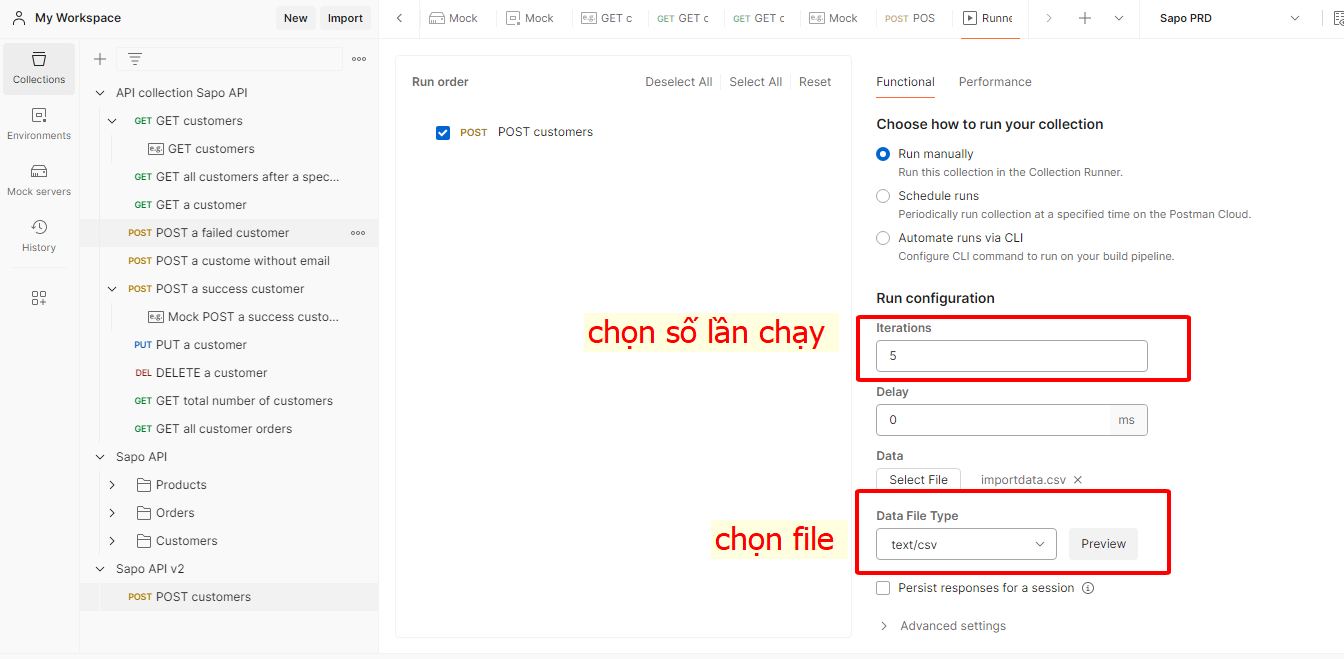 My Workspace
New
Import
Mock
Mock
GET c
GET GET c
GET GET c
Mock
POST POS
Runne
Sapo PRD
Collections
Environments
Mock servers
History
API collection Sapo API
GET GET customers
e.g. GET customers
GET GET all customers after a spec...
GET GET a customer
POST POST a failed customer
POST POST a custome without email
POST POST a success customer
e.g. Mock POST a success custo...
PUT PUT a customer
DEL DELETE a customer
GET GET total number of customers
GET GET all customer orders
Sapo API
Products
Orders
Customers
Sapo API v2
POST POST customers
Run order
Deselect All
Select All
Reset
POST POST customers
chọn số lần chạy
chọn file
Functional
Performance
Choose how to run your collection
Run manually
Run this collection in the Collection Runner.
Schedule runs
Periodically run collection at a specified time on the Postman Cloud.
Automate runs via CLI
Configure CLI command to run on your build pipeline.
Run configuration
Iterations
5
Delay
0
ms
Data
Select File
importdata.csv
Data File Type
text/csv
Preview
Persist responses for a session
Advanced settings